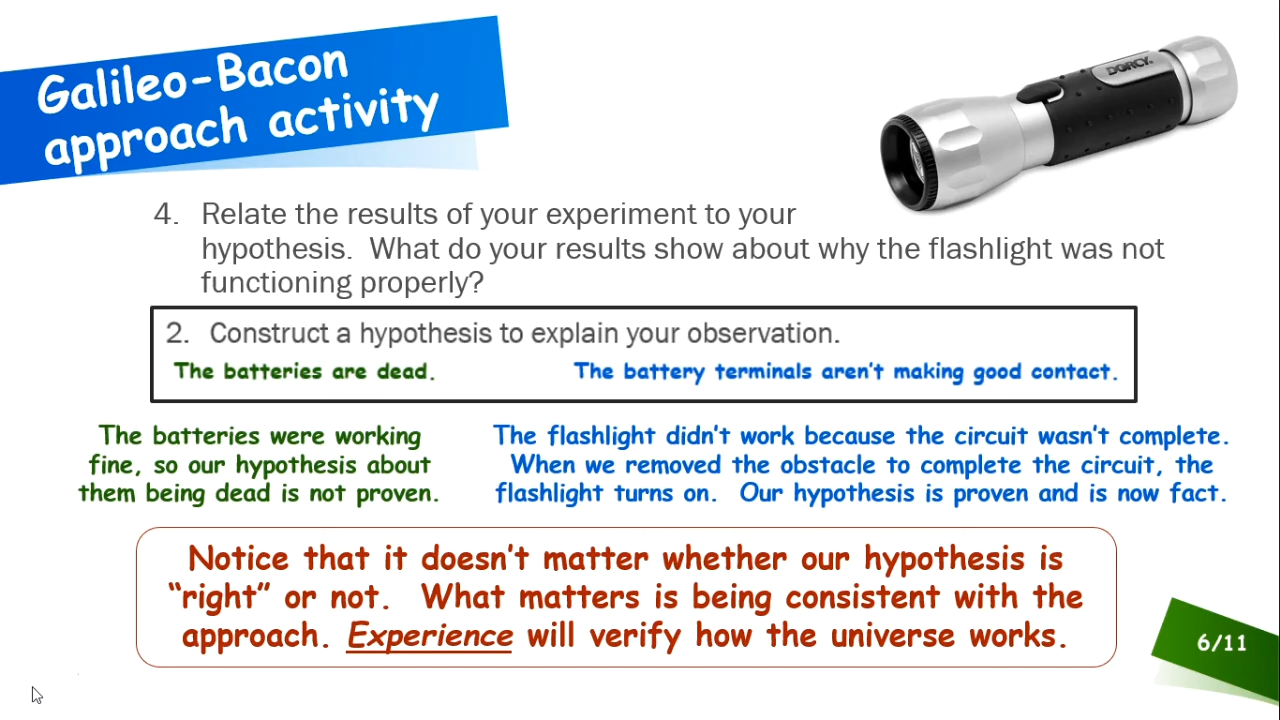 Galileo-Bacon
approach activity
DORCY
4. Relate the results of your experiment to your
hypothesis. What do your results show about why the flashlight was not
functioning properly?
2. Construct a hypothesis to explain your observation.
The batteries are dead.
The battery terminals aren't making good contact.
The batteries were working
fine, so our hypothesis about
them being dead is not proven.
The flashlight didn't work because the circuit wasn't complete.
When we removed the obstacle to complete the circuit, the
flashlight turns on. Our hypothesis is proven and is now fact.
Notice that it doesn't matter whether our hypothesis is
“right” or not. What matters is being consistent with the
approach. Experience will verify how the universe works.
6/11